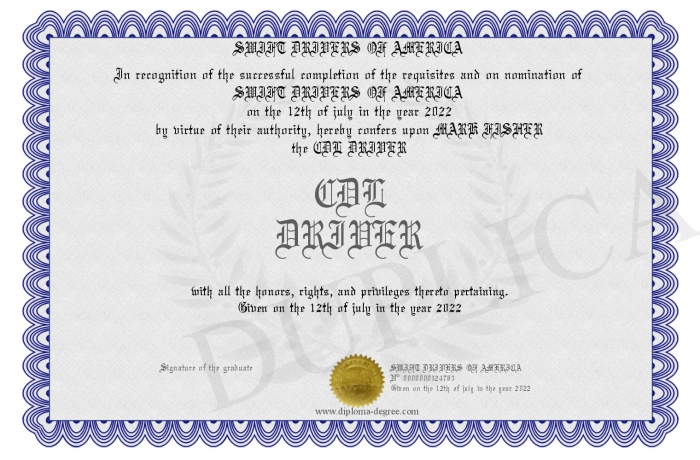 SWIFT DRIVERS OF AMERICA
In recognition of the successful completion of the requisites and on nomination of
SWIFT DRIVERS OF AMERICA
on the 12th of july in the year 2022
by virtue of their authority, hereby confers upon MARK FISHER
the CDL DRIVER
CDL
DRIVER
DUPLICA
with all the honors, rights, and privileges thereto pertaining.
Given on the 12th of july in the year 2022
Signature of the graduate
SWIFT DRIVERS OF AMERICA
Nº 0000000324785
Given on the 12th of july in the year 2022
www.diploma-degree.com